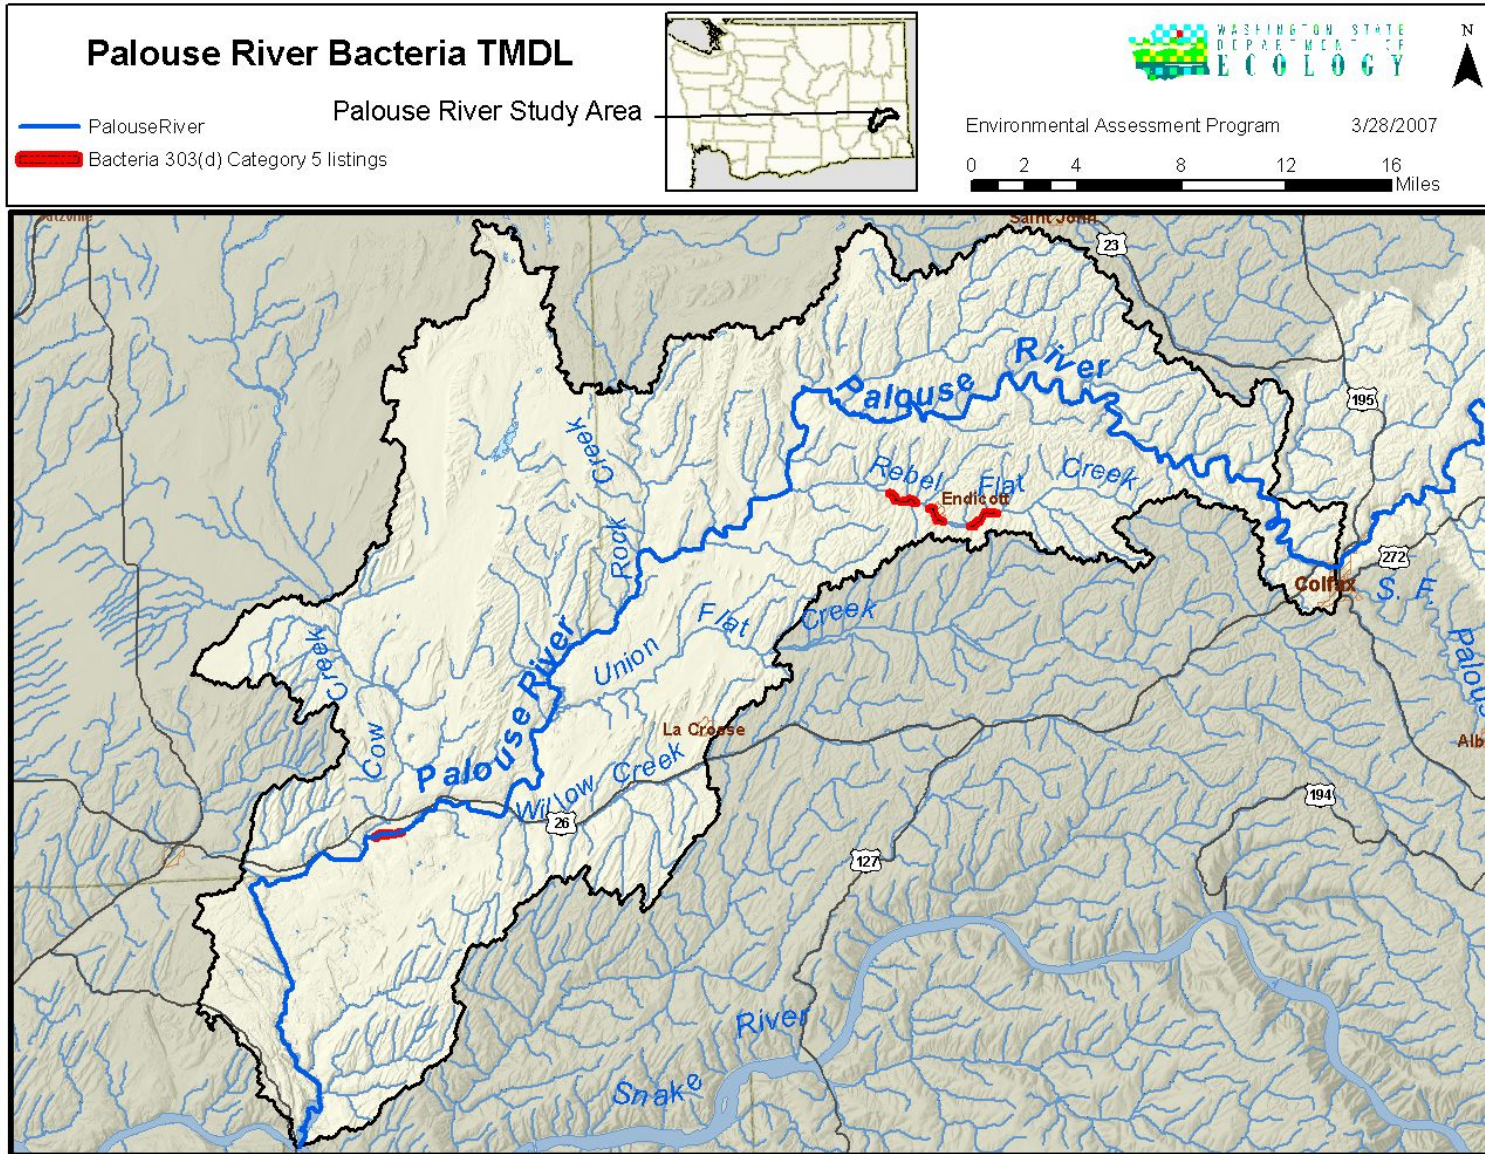 Palouse River Bacteria TMDL
PalouseRiver
Bacteria 303(d) Category 5 listings
Palouse River Study Area
WASHINGTON STATE
DEPARTMENT OF
ECOLOGY
N
Environmental Assessment Program 3/28/2007
0 2 4 8 12 16
Miles
Saint John
23
195
Palouse River
Rebel Flat Creek
Endicott
Rock Creek
272
Colfax
S. F.
Palous
Alb
Union Flat Creek
Palouse River
Cow Creek
La Crosse
Willow Creek
26
127
194
Snake River